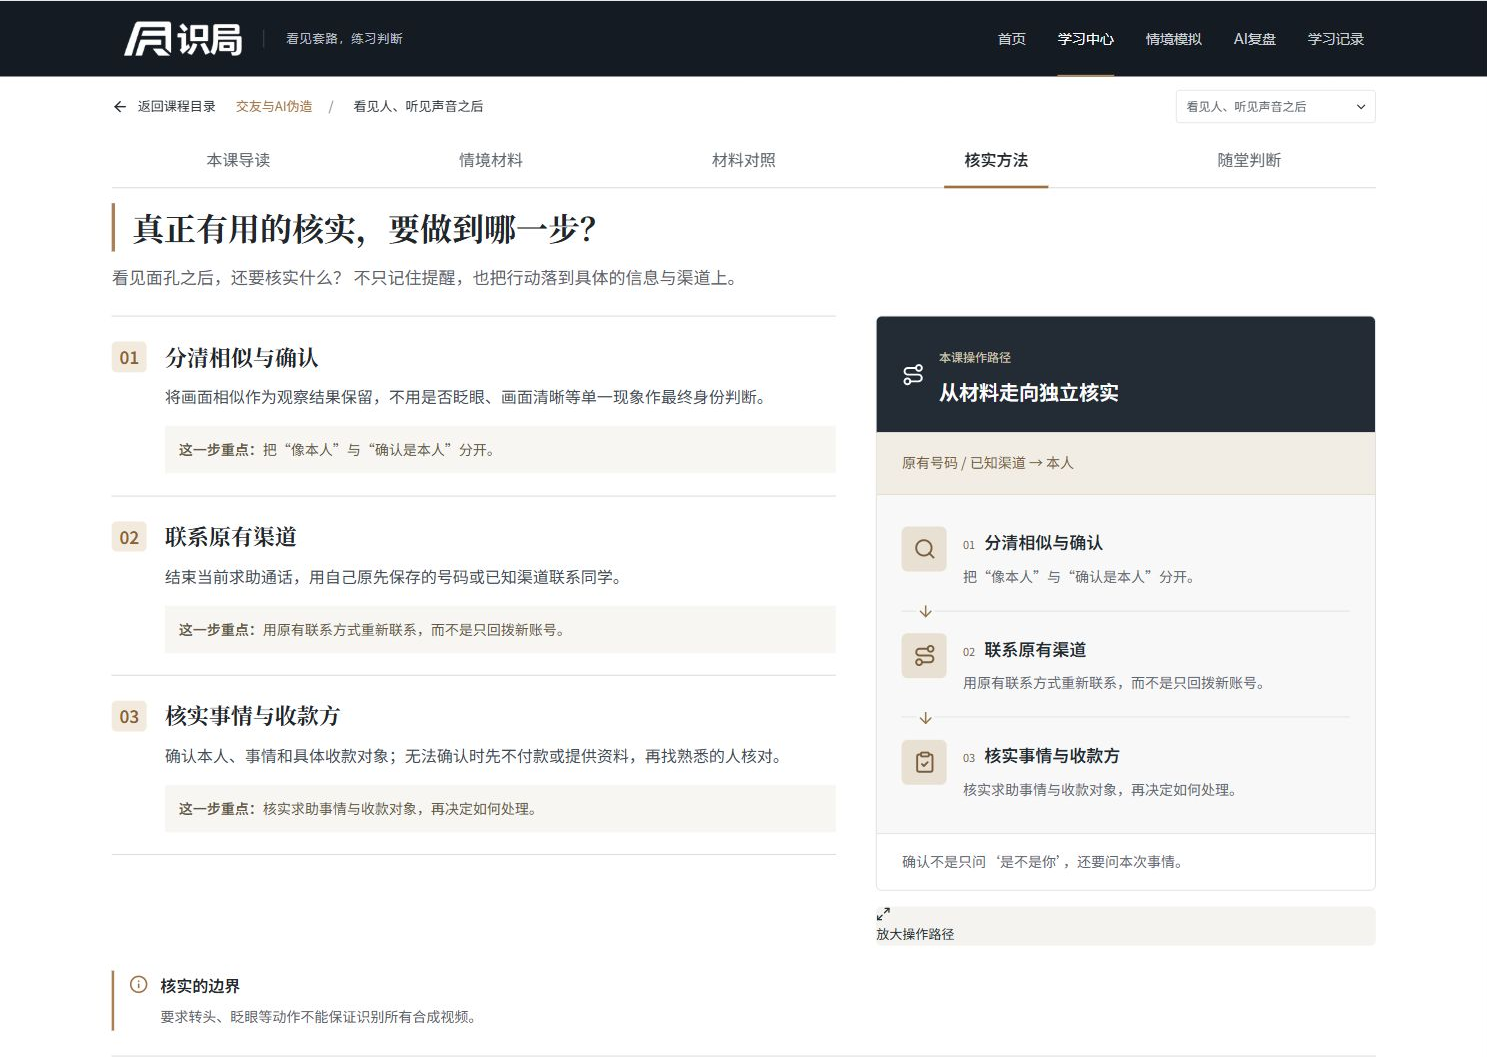 识局
看见套路，练习判断
首页
学习中心
情境模拟
AI复盘
学习记录
返回课程目录
交友与AI伪造 / 看见人、听见声音之后
看见人、听见声音之后
本课导读
情境材料
材料对照
核实方法
随堂判断
真正有用的核实，要做到哪一步？
看见面孔之后，还要核实什么？ 不只记住提醒，也把行动落到具体的信息与渠道上。
01 分清相似与确认
将画面相似作为观察结果保留，不用是否眨眼、画面清晰等单一现象作最终身份判断。
这一步重点：把“像本人”与“确认是本人”分开。
02 联系原有渠道
结束当前求助通话，用自己原先保存的号码或已知渠道联系同学。
这一步重点：用原有联系方式重新联系，而不是只回拨新账号。
03 核实事情与收款方
确认本人、事情和具体收款对象；无法确认时先不付款或提供资料，再找熟悉的人核对。
这一步重点：核实求助事情与收款对象，再决定如何处理。
本课操作路径
从材料走向独立核实
原有号码 / 已知渠道 → 本人
01 分清相似与确认
把“像本人”与“确认是本人”分开。
02 联系原有渠道
用原有联系方式重新联系，而不是只回拨新账号。
03 核实事情与收款方
核实求助事情与收款对象，再决定如何处理。
确认不是只问‘是不是你’，还要问本次事情。
放大操作路径
核实的边界
要求转头、眨眼等动作不能保证识别所有合成视频。